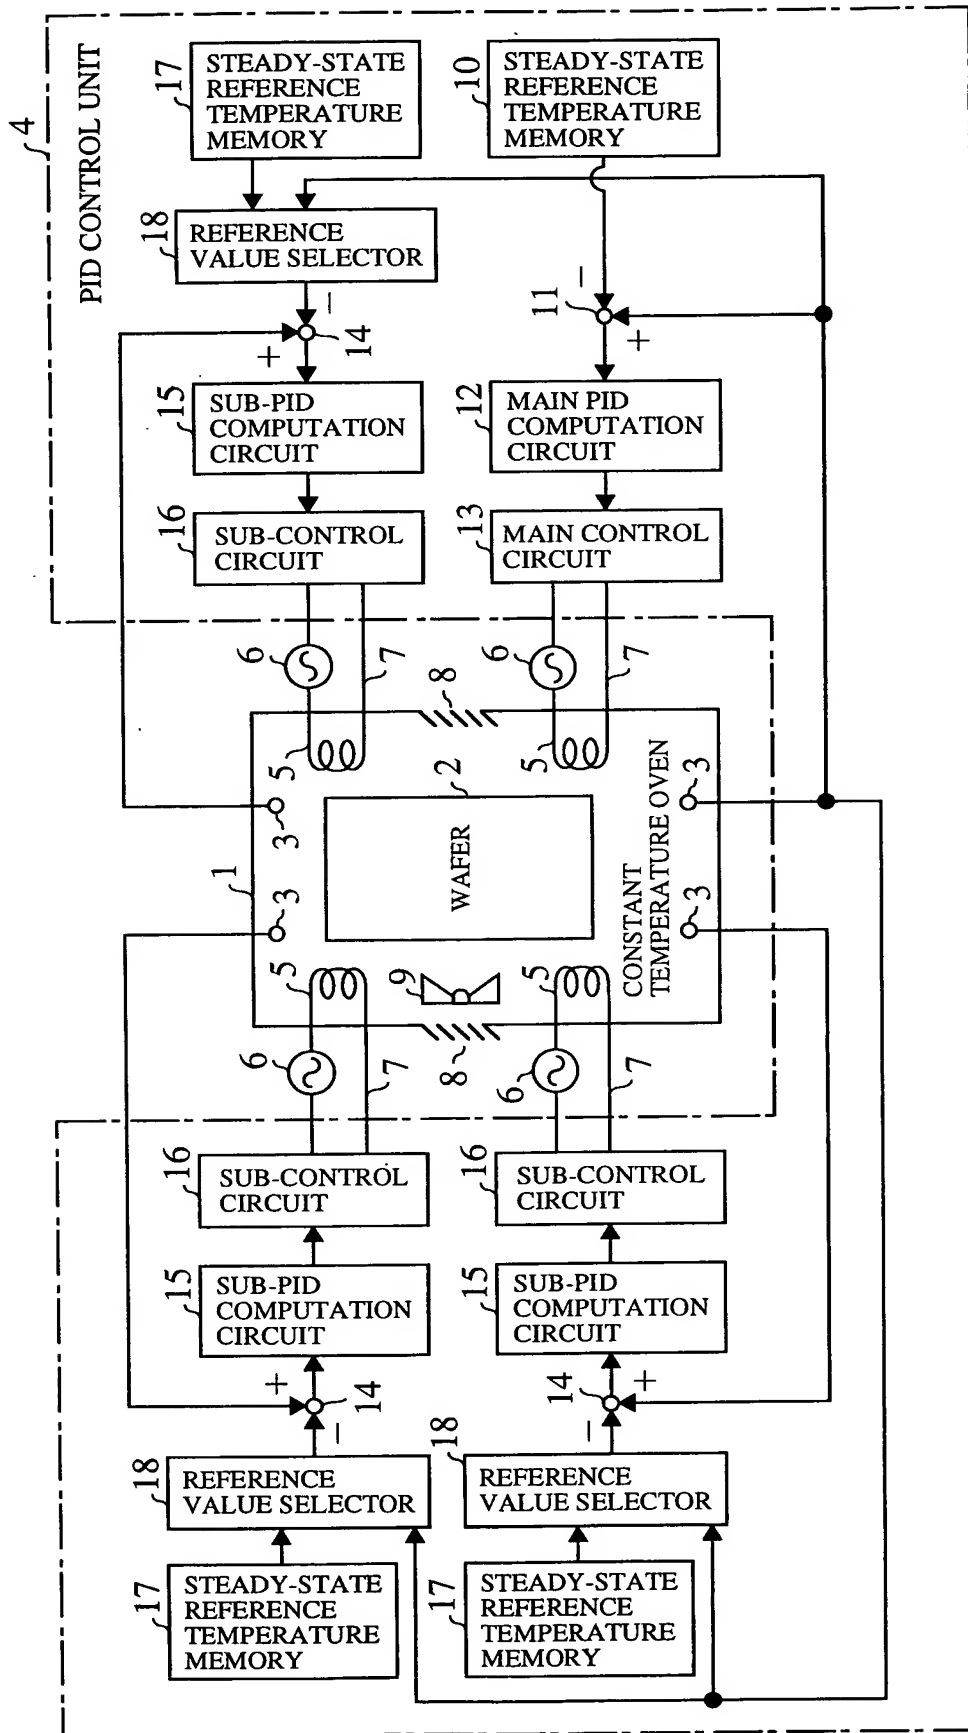 4
PID CONTROL UNIT
17
STEADY-STATE
REFERENCE
TEMPERATURE
MEMORY
10
STEADY-STATE
REFERENCE
TEMPERATURE
MEMORY
18
REFERENCE
VALUE SELECTOR
−
14
+
11
−
+
15
SUB-PID
COMPUTATION
CIRCUIT
12
MAIN PID
COMPUTATION
CIRCUIT
16
SUB-CONTROL
CIRCUIT
13
MAIN CONTROL
CIRCUIT
6
7
6
7
5
8
5
1
3
3
2
WAFER
CONSTANT
TEMPERATURE OVEN
3
3
5
9
5
6
7
8
6
7
16
SUB-CONTROL
CIRCUIT
16
SUB-CONTROL
CIRCUIT
15
SUB-PID
COMPUTATION
CIRCUIT
15
SUB-PID
COMPUTATION
CIRCUIT
+
14
−
14
+
−
18
REFERENCE
VALUE SELECTOR
18
REFERENCE
VALUE SELECTOR
17
STEADY-STATE
REFERENCE
TEMPERATURE
MEMORY
17
STEADY-STATE
REFERENCE
TEMPERATURE
MEMORY